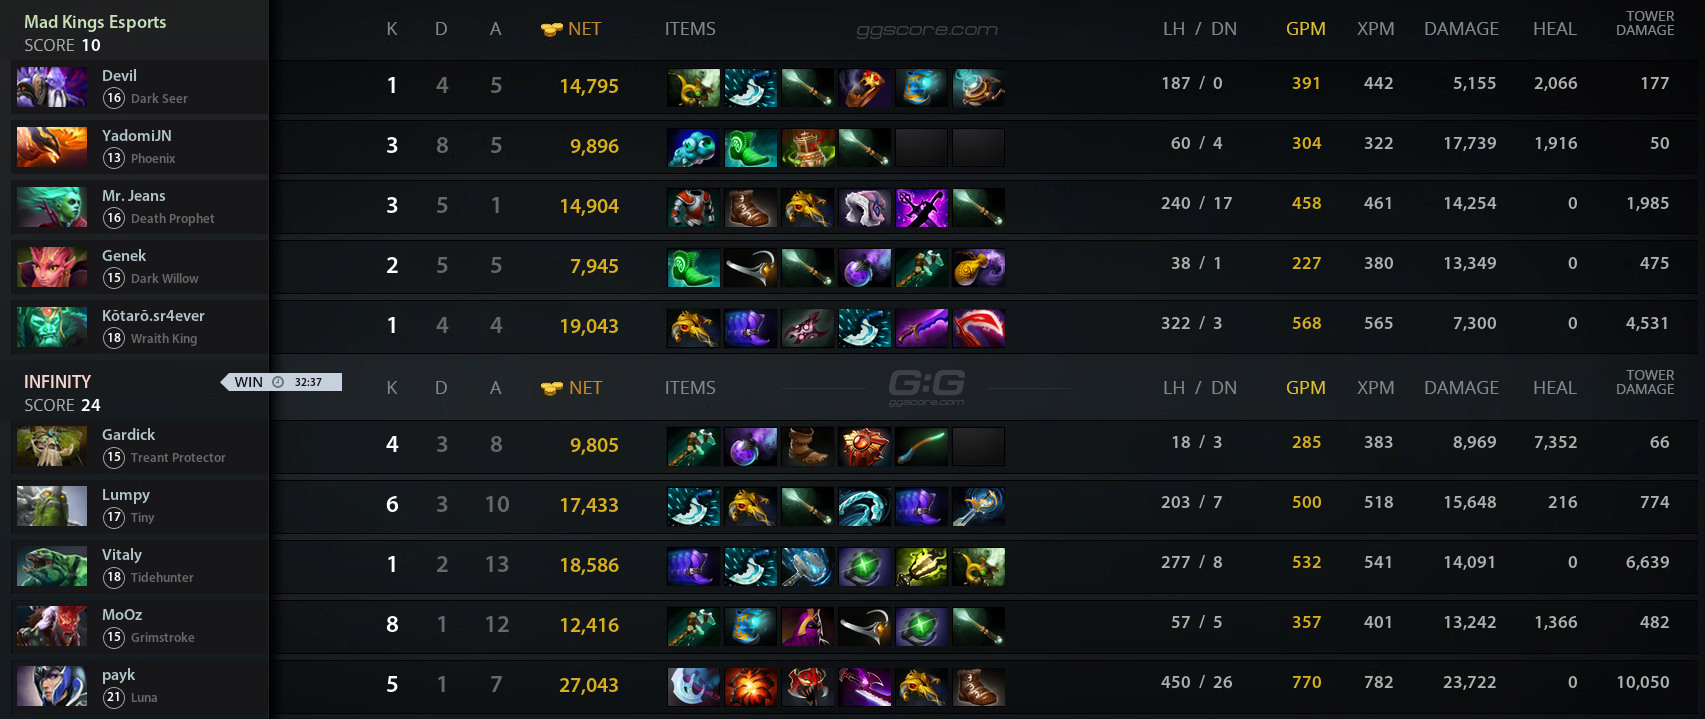 Mad Kings Esports
SCORE 10
K D A NET ITEMS ggscore.com LH / DN GPM XPM DAMAGE HEAL TOWER DAMAGE
Devil
16 Dark Seer
1 4 5 14,795 187 / 0 391 442 5,155 2,066 177
YadomiJN
13 Phoenix
3 8 5 9,896 60 / 4 304 322 17,739 1,916 50
Mr. Jeans
16 Death Prophet
3 5 1 14,904 240 / 17 458 461 14,254 0 1,985
Genek
15 Dark Willow
2 5 5 7,945 38 / 1 227 380 13,349 0 475
Kōtarō.sr4ever
18 Wraith King
1 4 4 19,043 322 / 3 568 565 7,300 0 4,531
INFINITY
WIN 32:37
SCORE 24
K D A NET ITEMS G:G ggscore.com LH / DN GPM XPM DAMAGE HEAL TOWER DAMAGE
Gardick
15 Treant Protector
4 3 8 9,805 18 / 3 285 383 8,969 7,352 66
Lumpy
17 Tiny
6 3 10 17,433 203 / 7 500 518 15,648 216 774
Vitaly
18 Tidehunter
1 2 13 18,586 277 / 8 532 541 14,091 0 6,639
MoOz
15 Grimstroke
8 1 12 12,416 57 / 5 357 401 13,242 1,366 482
payk
21 Luna
5 1 7 27,043 450 / 26 770 782 23,722 0 10,050